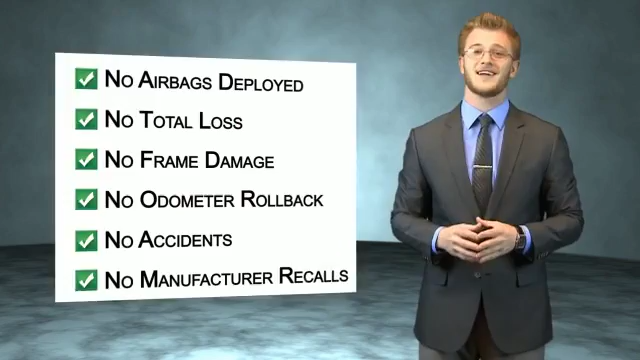 No Airbags Deployed
No Total Loss
No Frame Damage
No Odometer Rollback
No Accidents
No Manufacturer Recalls